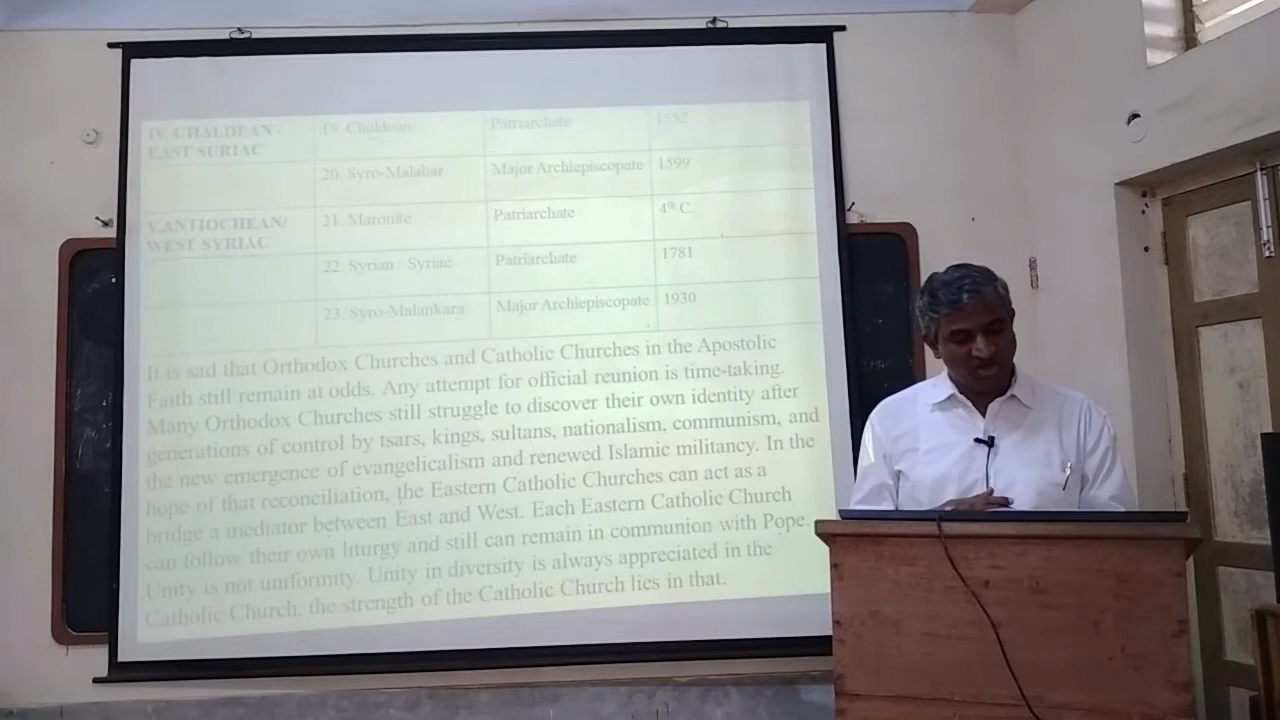 IV. CHALDEAN 19. Chaldean Patriarchate 1552
EAST SURIAC
20. Syro-Malabar Major Archiepiscopate 1599
V.ANTIOCHEAN/ 21. Maronite Patriarchate 4th C.
WEST SYRIAC
22. Syrian / Syriac Patriarchate 1781
23. Syro-Malankara Major Archiepiscopate 1930
It is sad that Orthodox Churches and Catholic Churches in the Apostolic
Faith still remain at odds. Any attempt for official reunion is time-taking.
Many Orthodox Churches still struggle to discover their own identity after
generations of control by tsars, kings, sultans, nationalism, communism, and
the new emergence of evangelicalism and renewed Islamic militancy. In the
hope of that reconciliation, the Eastern Catholic Churches can act as a
bridge a mediator between East and West. Each Eastern Catholic Church
can follow their own liturgy and still can remain in communion with Pope.
Unity is not uniformity. Unity in diversity is always appreciated in the
Catholic Church. the strength of the Catholic Church lies in that.